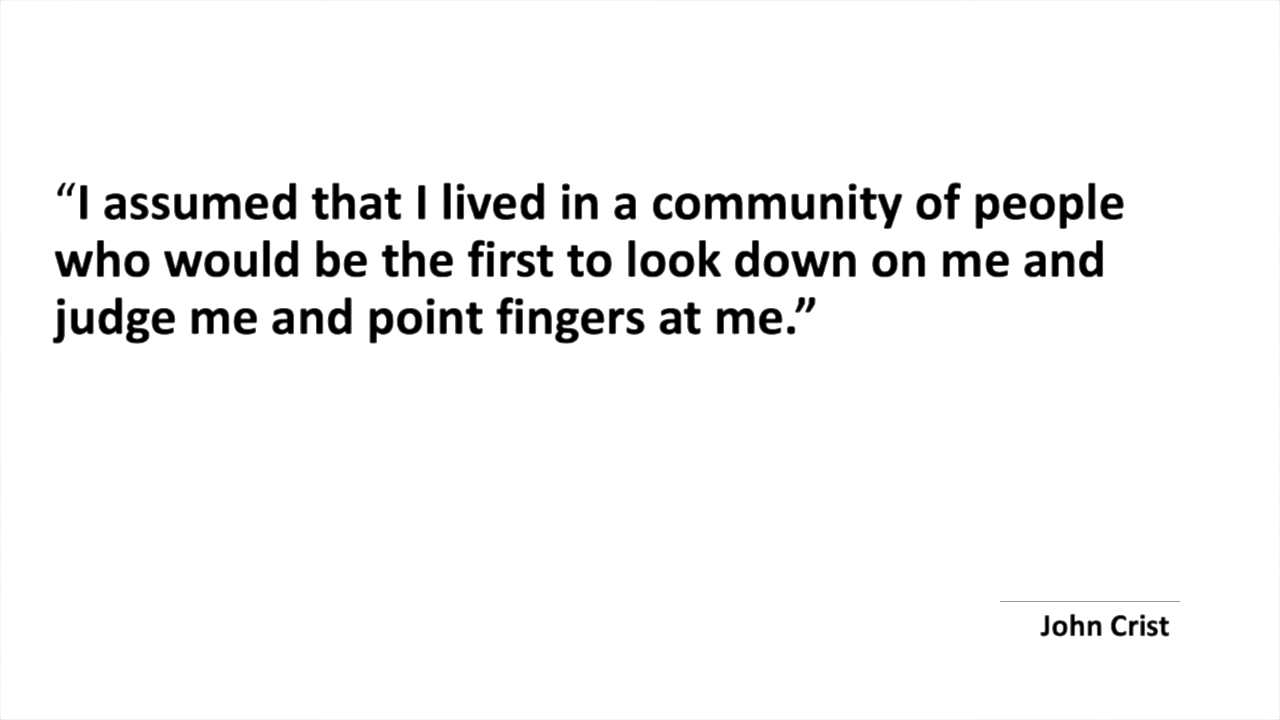 “I assumed that I lived in a community of people
who would be the first to look down on me and
judge me and point fingers at me.”
John Crist